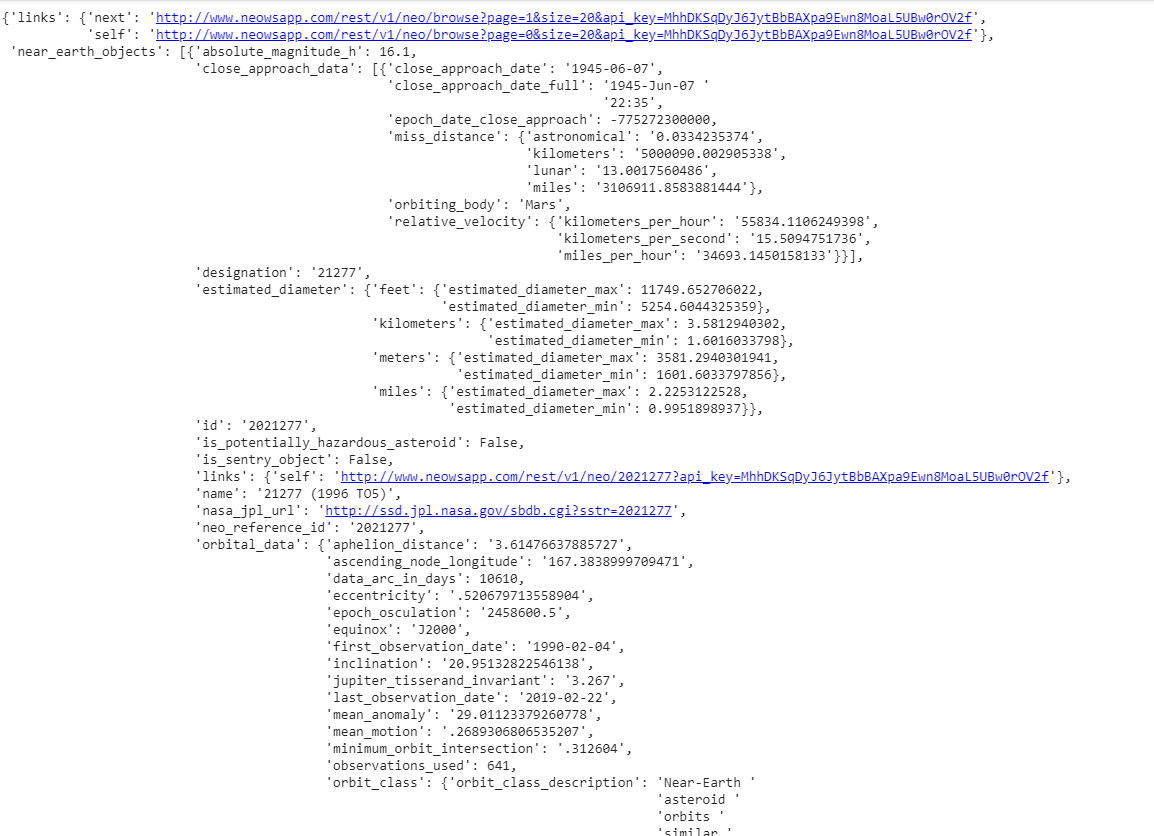 {'links': {'next': 'http://www.neowsapp.com/rest/v1/neo/browse?page=1&size=20&api_key=MhhDKSqDyJ6JytBbBAXpa9Ewn8MoaL5UBw0rOV2f',
'self': 'http://www.neowsapp.com/rest/v1/neo/browse?page=0&size=20&api_key=MhhDKSqDyJ6JytBbBAXpa9Ewn8MoaL5UBw0rOV2f'},
'near_earth_objects': [{'absolute_magnitude_h': 16.1,
'close_approach_data': [{'close_approach_date': '1945-06-07',
'close_approach_date_full': '1945-Jun-07 '
'22:35',
'epoch_date_close_approach': -775272300000,
'miss_distance': {'astronomical': '0.0334235374',
'kilometers': '5000090.002905338',
'lunar': '13.0017560486',
'miles': '3106911.8583881444'},
'orbiting_body': 'Mars',
'relative_velocity': {'kilometers_per_hour': '55834.1106249398',
'kilometers_per_second': '15.5094751736',
'miles_per_hour': '34693.1450158133'}}],
'designation': '21277',
'estimated_diameter': {'feet': {'estimated_diameter_max': 11749.652706022,
'estimated_diameter_min': 5254.6044325359},
'kilometers': {'estimated_diameter_max': 3.5812940302,
'estimated_diameter_min': 1.6016033798},
'meters': {'estimated_diameter_max': 3581.2940301941,
'estimated_diameter_min': 1601.6033797856},
'miles': {'estimated_diameter_max': 2.2253122528,
'estimated_diameter_min': 0.9951898937}},
'id': '2021277',
'is_potentially_hazardous_asteroid': False,
'is_sentry_object': False,
'links': {'self': 'http://www.neowsapp.com/rest/v1/neo/2021277?api_key=MhhDKSqDyJ6JytBbBAXpa9Ewn8MoaL5UBw0rOV2f'},
'name': '21277 (1996 TO5)',
'nasa_jpl_url': 'http://ssd.jpl.nasa.gov/sbdb.cgi?sstr=2021277',
'neo_reference_id': '2021277',
'orbital_data': {'aphelion_distance': '3.61476637885727',
'ascending_node_longitude': '167.3838999709471',
'data_arc_in_days': 10610,
'eccentricity': '.520679713558904',
'epoch_osculation': '2458600.5',
'equinox': 'J2000',
'first_observation_date': '1990-02-04',
'inclination': '20.95132822546138',
'jupiter_tisserand_invariant': '3.267',
'last_observation_date': '2019-02-22',
'mean_anomaly': '29.01123379260778',
'mean_motion': '.2689306806535207',
'minimum_orbit_intersection': '.312604',
'observations_used': 641,
'orbit_class': {'orbit_class_description': 'Near-Earth '
'asteroid '
'orbits '
'similar '